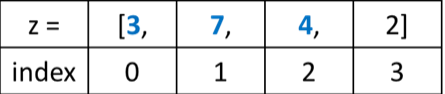 z = [3, 7, 4, 2]
index 0 1 2 3